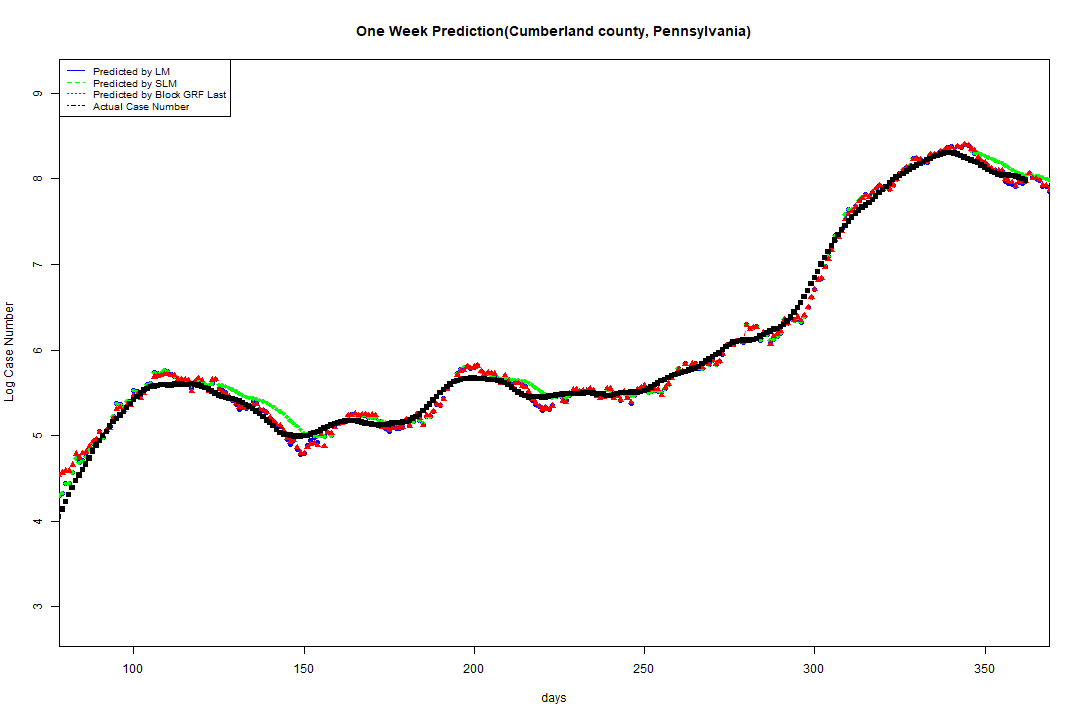 One Week Prediction(Cumberland county, Pennsylvania)
Predicted by LM
Predicted by SLM
Predicted by Block GRF Last
Actual Case Number
9
8
7
6
5
4
3
Log Case Number
100 150 200 250 300 350
days